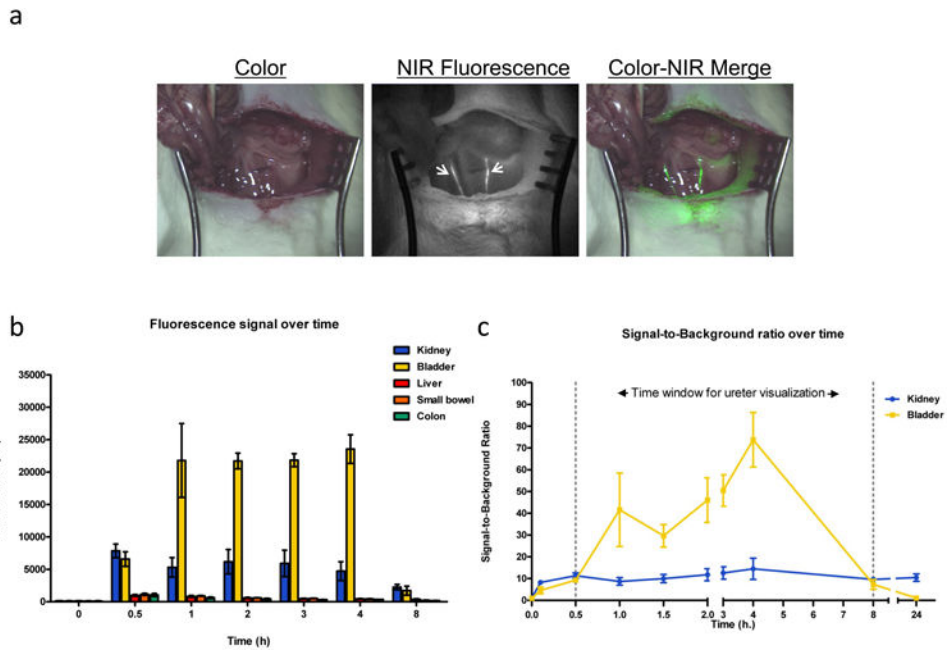 a
Color
NIR Fluorescence
Color-NIR Merge
b
Fluorescence signal over time
Kidney
Bladder
Liver
Small bowel
Colon
35000
30000
25000
20000
15000
10000
5000
0
0 0.5 1 2 3 4 8
Time (h)
c
Signal-to-Background ratio over time
Time window for ureter visualization
Kidney
Bladder
Signal-to-Background Ratio
100
90
80
70
60
50
40
30
20
10
0
0.0 0.5 1.0 1.5 2.0 3 4 5 6 7 8 24
Time (h.)